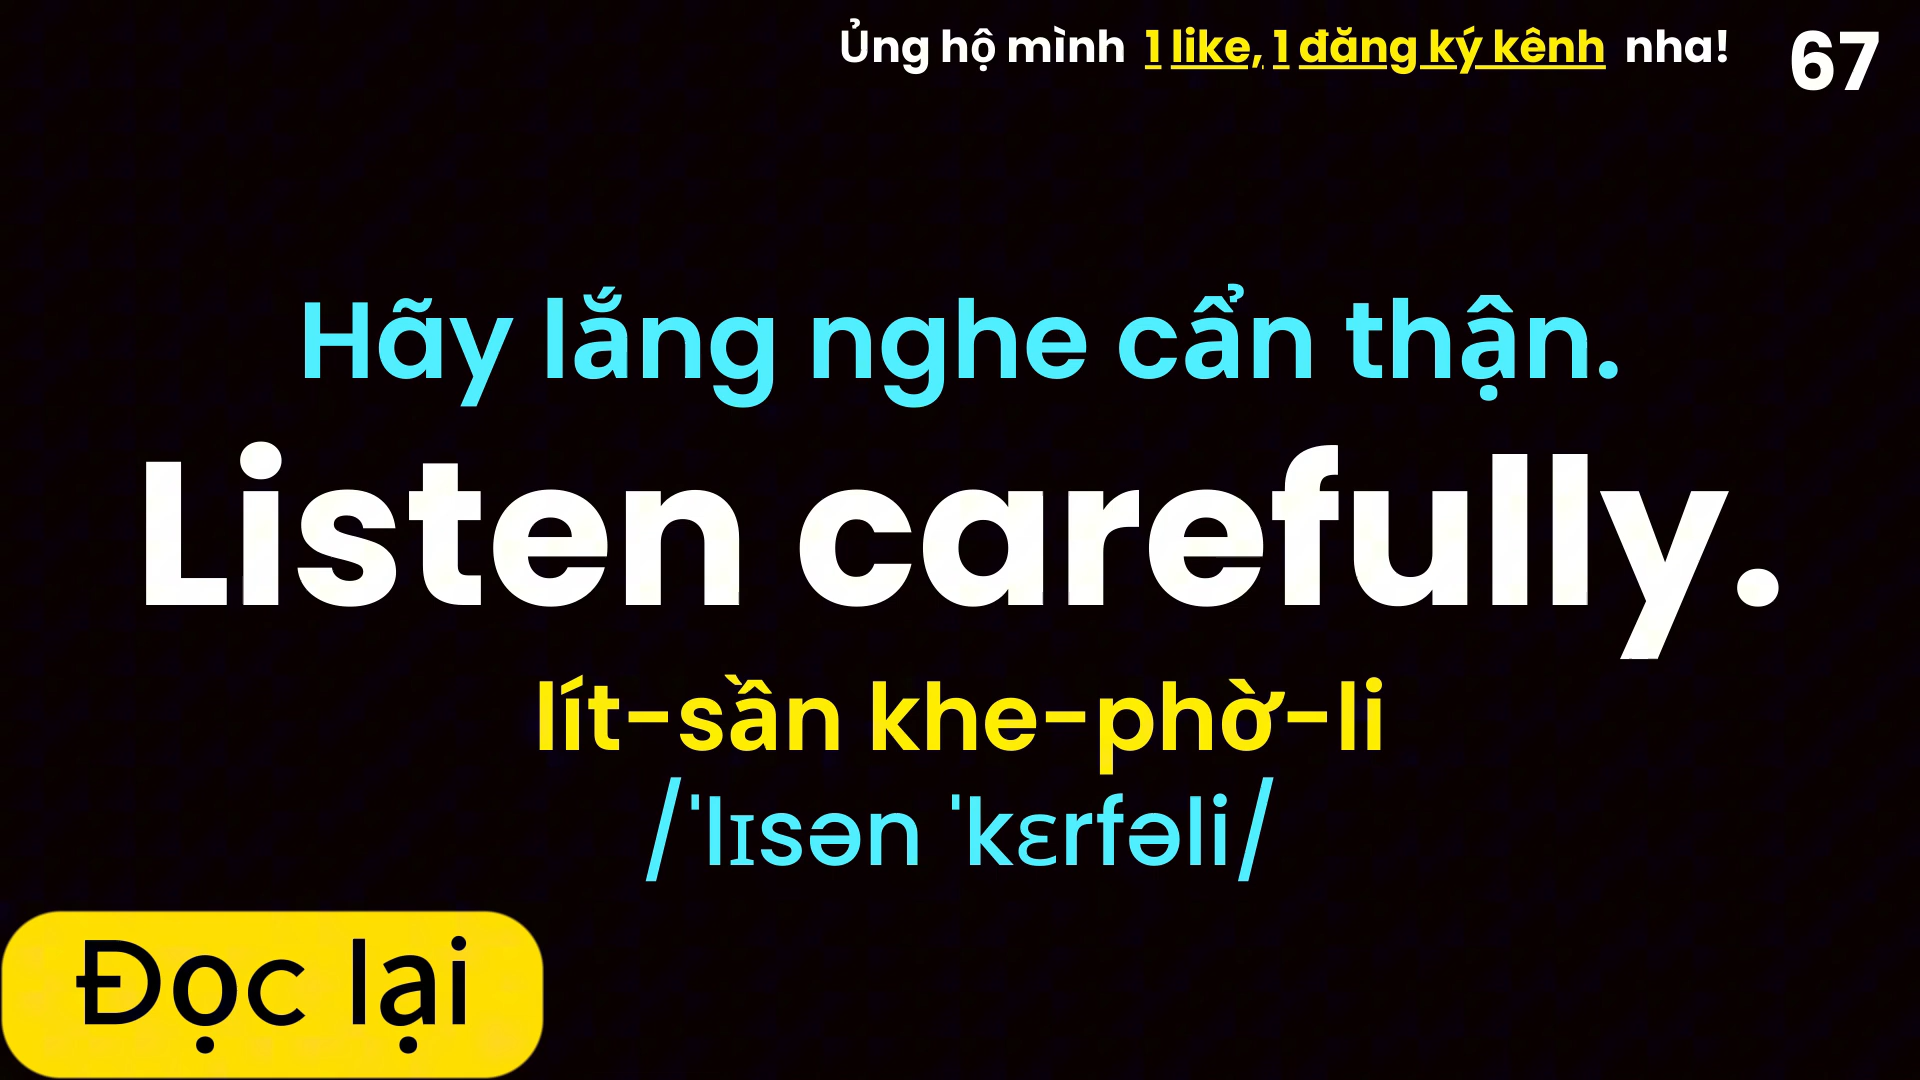 Ủng hộ mình 1 like, 1 đăng ký kênh nha! 67
Hãy lắng nghe cẩn thận.
Listen carefully.
lít-sần khe-phờ-li
/ˈlɪsən ˈkɛrfəli/
Đọc lại